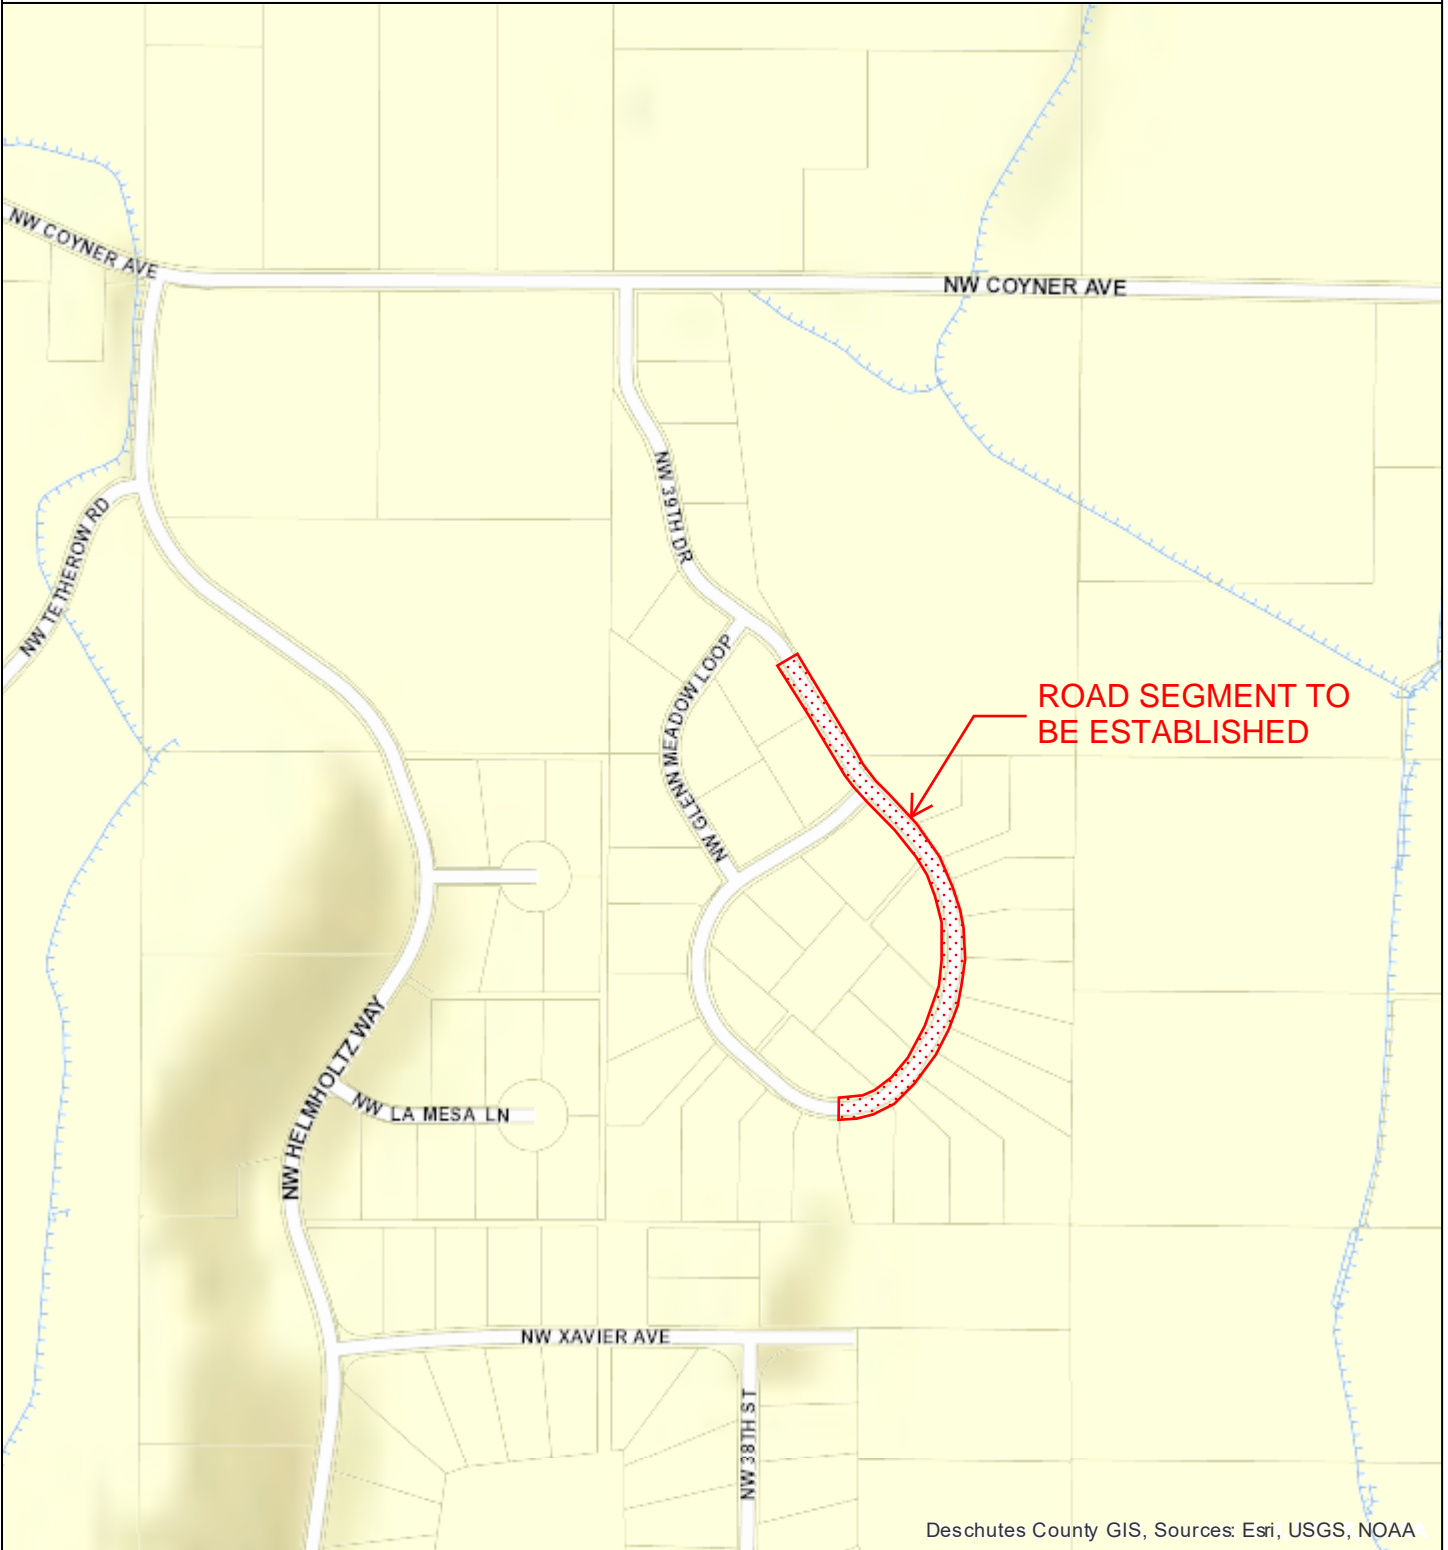 NW COYNER AVE
NW COYNER AVE
NW 39TH DR
NW TETHEROW RD
NW GLENN MEADOW LOOP
ROAD SEGMENT TO
BE ESTABLISHED
NW HELMHOLTZ WAY
NW LA MESA LN
NW XAVIER AVE
NW 38TH ST
Deschutes County GIS, Sources: Esri, USGS, NOAA